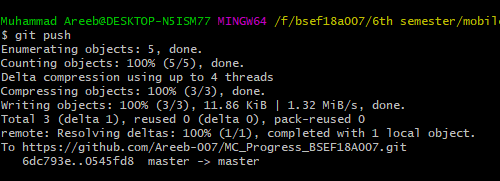 Muhammad Areeb@DESKTOP-N5ISM77 MINGW64 /f/bsef18a007/6th semester/mobile
$ git push
Enumerating objects: 5, done.
Counting objects: 100% (5/5), done.
Delta compression using up to 4 threads
Compressing objects: 100% (3/3), done.
Writing objects: 100% (3/3), 11.86 KiB | 1.32 MiB/s, done.
Total 3 (delta 1), reused 0 (delta 0), pack-reused 0
remote: Resolving deltas: 100% (1/1), completed with 1 local object.
To https://github.com/Areeb-007/MC_Progress_BSEF18A007.git
   6dc793e..0545fd8  master -> master